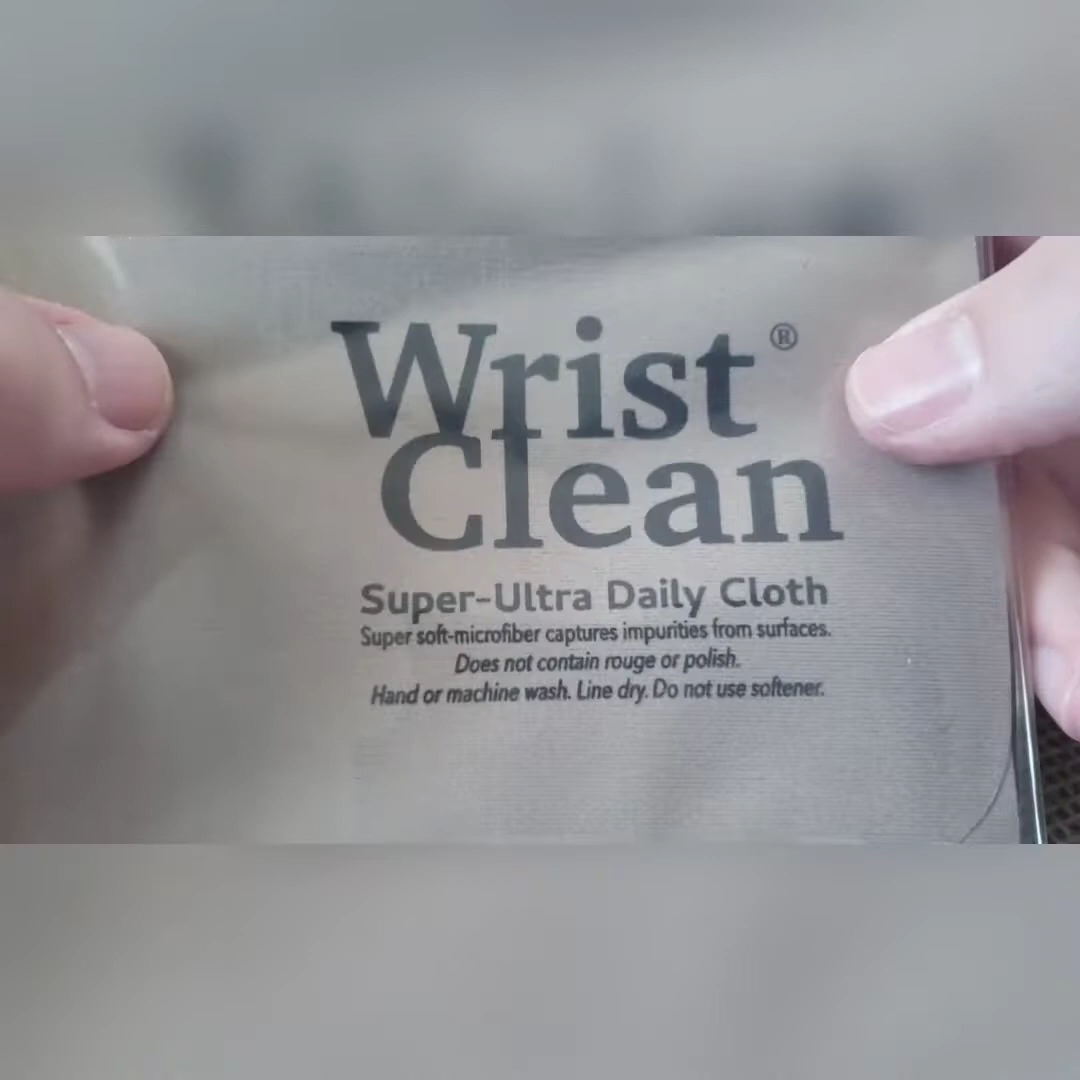 Wrist®
Clean
Super-Ultra Daily Cloth
Super soft-microfiber captures impurities from surfaces.
Does not contain rouge or polish.
Hand or machine wash. Line dry. Do not use softener.